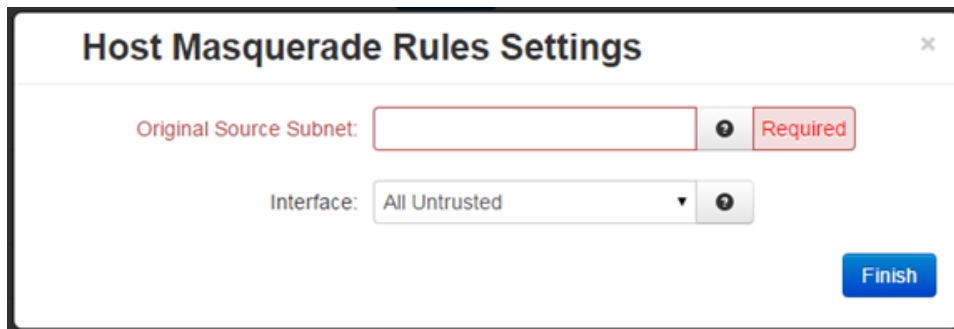 Host Masquerade Rules Settings ×
Original Source Subnet: Required
Interface: All Untrusted
Finish